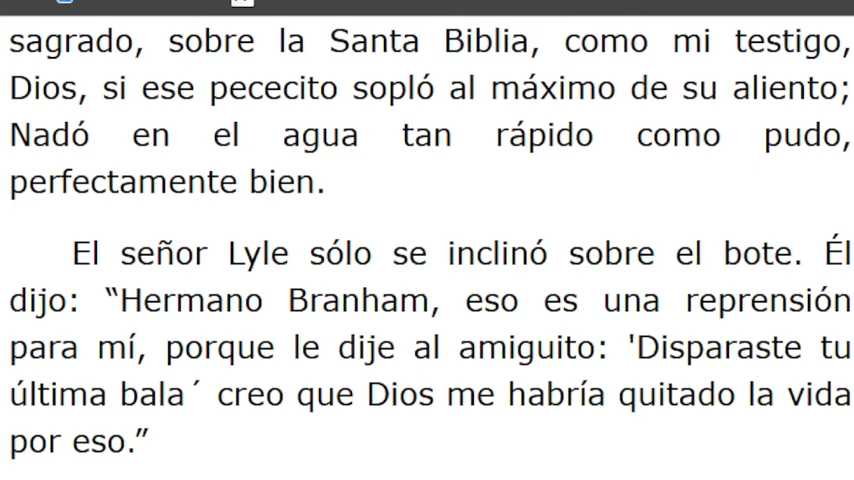 sagrado, sobre la Santa Biblia, como mi testigo,
Dios, si ese pececito sopló al máximo de su aliento;
Nadó en el agua tan rápido como pudo,
perfectamente bien.
El señor Lyle sólo se inclinó sobre el bote. Él
dijo: “Hermano Branham, eso es una reprensión
para mí, porque le dije al amiguito: 'Disparaste tu
última bala´ creo que Dios me habría quitado la vida
por eso.”